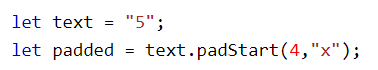 let text = "5";
let padded = text.padStart(4,"x");